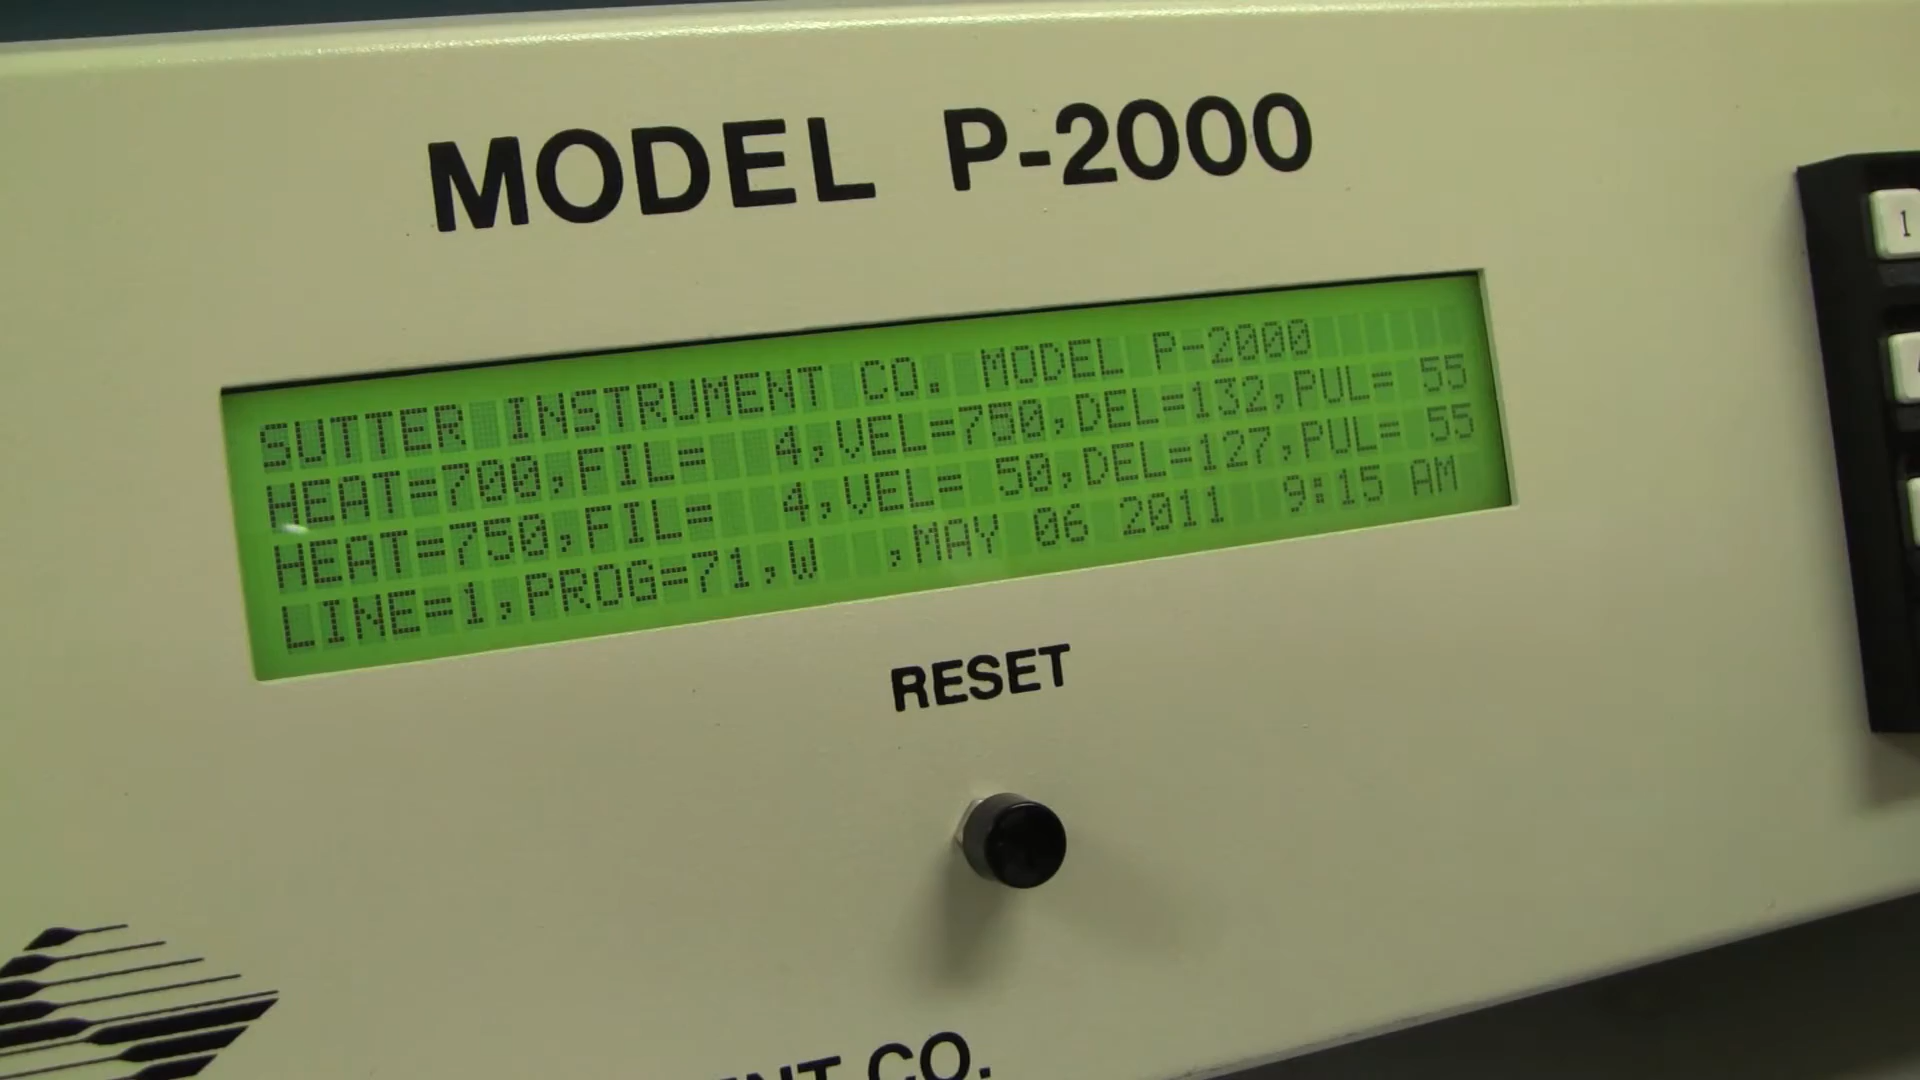 MODEL P-2000
SUTTER INSTRUMENT CO. MODEL P-2000
HEAT=700,FIL= 4,VEL=750,DEL=132,PUL= 55
HEAT=750,FIL= 4,VEL= 50,DEL=127,PUL= 55
LINE=1,PROG=71,W ,MAY 06 2011 9:15 AM
RESET
CO.
1